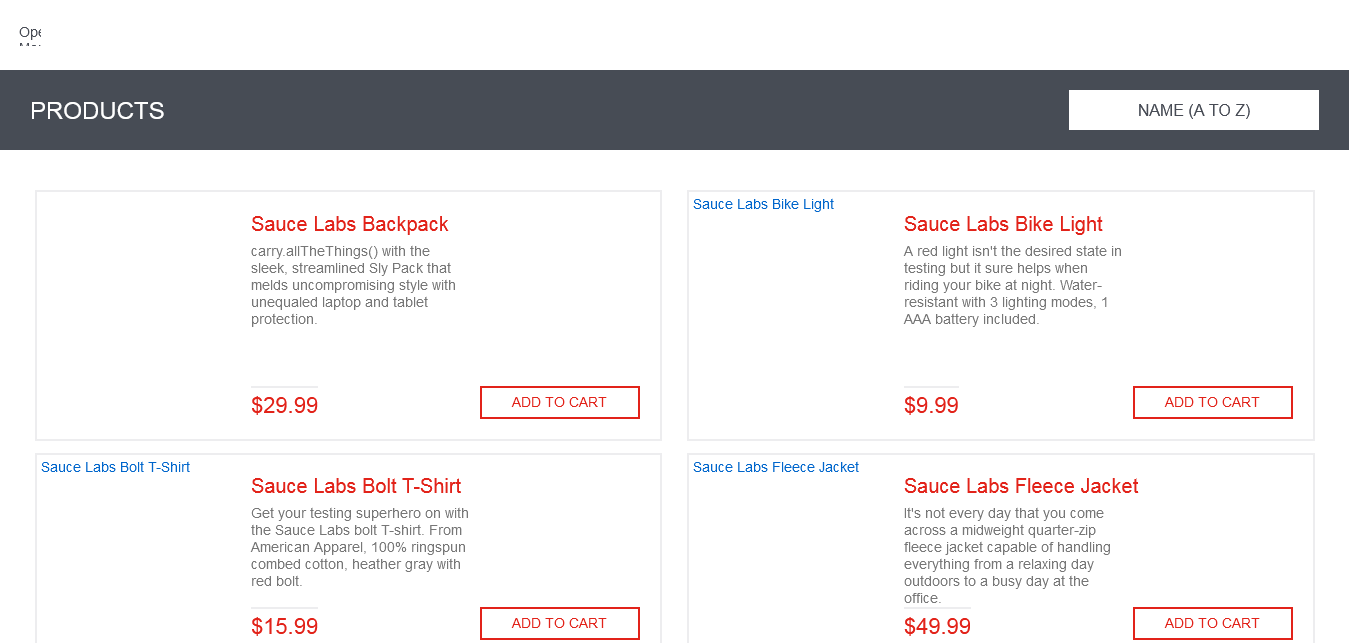 PRODUCTS
NAME (A TO Z)
Sauce Labs Backpack
carry.allTheThings() with the
sleek, streamlined Sly Pack that
melds uncompromising style with
unequaled laptop and tablet
protection.
$29.99
ADD TO CART
Sauce Labs Bike Light
Sauce Labs Bike Light
A red light isn't the desired state in
testing but it sure helps when
riding your bike at night. Water-
resistant with 3 lighting modes, 1
AAA battery included.
$9.99
ADD TO CART
Sauce Labs Bolt T-Shirt
Sauce Labs Bolt T-Shirt
Get your testing superhero on with
the Sauce Labs bolt T-shirt. From
American Apparel, 100% ringspun
combed cotton, heather gray with
red bolt.
$15.99
ADD TO CART
Sauce Labs Fleece Jacket
Sauce Labs Fleece Jacket
It's not every day that you come
across a midweight quarter-zip
fleece jacket capable of handling
everything from a relaxing day
outdoors to a busy day at the
office.
$49.99
ADD TO CART